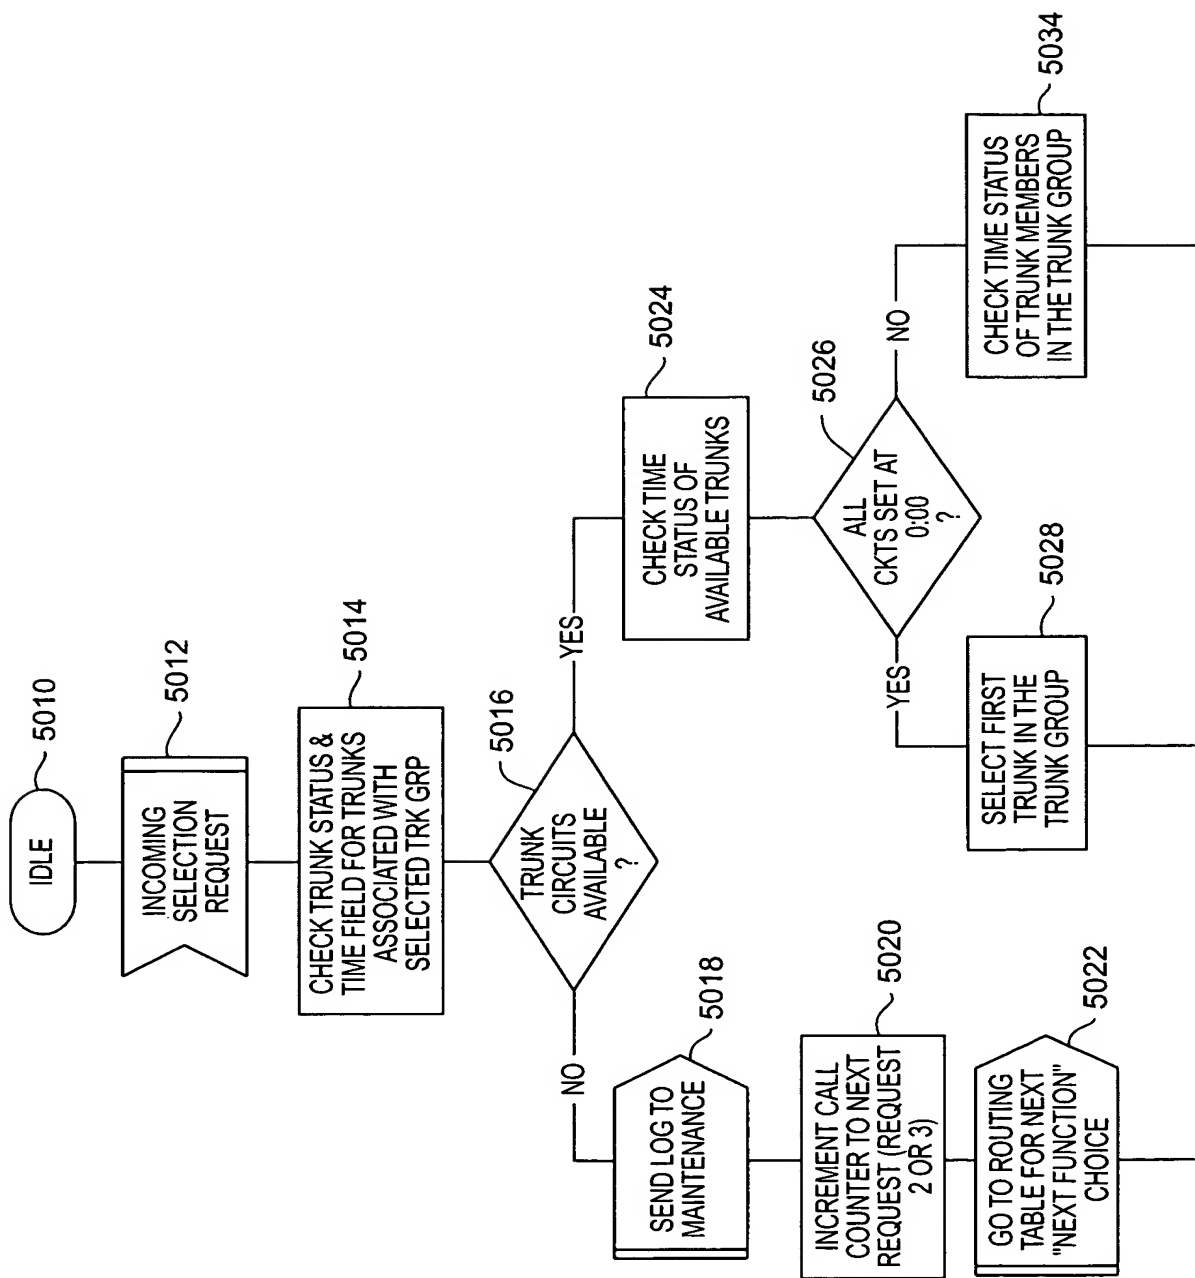 IDLE
5010
INCOMING
SELECTION
REQUEST
5012
CHECK TRUNK STATUS &
TIME FIELD FOR TRUNKS
ASSOCIATED WITH
SELECTED TRK GRP
5014
TRUNK
CIRCUITS
AVAILABLE
?
5016
NO
YES
SEND LOG TO
MAINTENANCE
5018
INCREMENT CALL
COUNTER TO NEXT
REQUEST (REQUEST
2 OR 3)
5020
GO TO ROUTING
TABLE FOR NEXT
"NEXT FUNCTION"
CHOICE
5022
CHECK TIME
STATUS OF
AVAILABLE TRUNKS
5024
ALL
CKTS SET AT
0:00
?
5026
YES
NO
SELECT FIRST
TRUNK IN THE
TRUNK GROUP
5028
CHECK TIME STATUS
OF TRUNK MEMBERS
IN THE TRUNK GROUP
5034